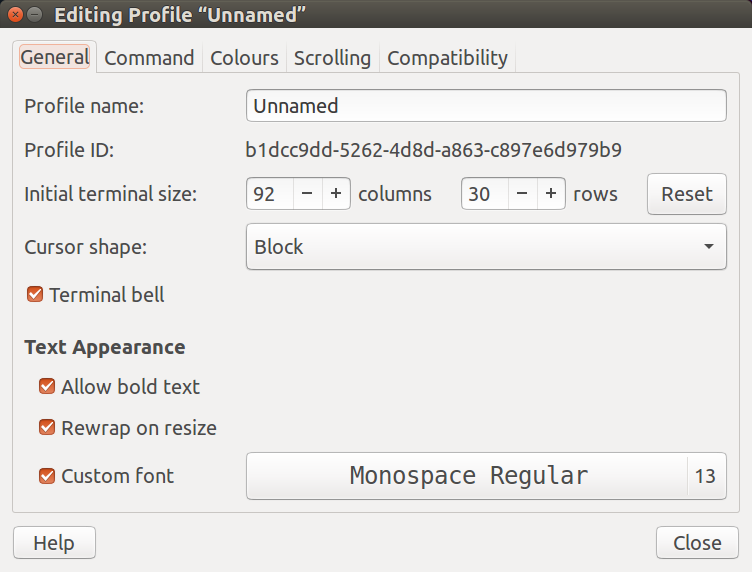 Editing Profile “Unnamed”
General Command Colours Scrolling Compatibility
Profile name: Unnamed
Profile ID: b1dcc9dd-5262-4d8d-a863-c897e6d979b9
Initial terminal size: 92 − + columns 30 − + rows Reset
Cursor shape: Block
Terminal bell
Text Appearance
Allow bold text
Rewrap on resize
Custom font Monospace Regular 13
Help Close